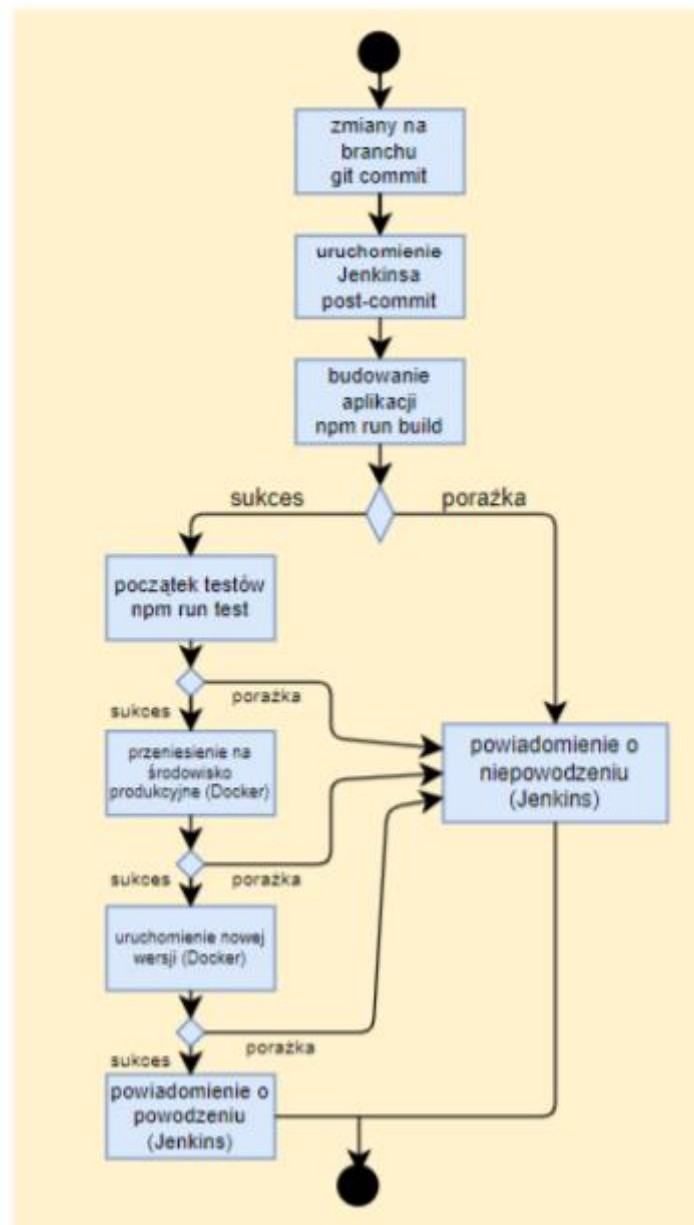 zmiany na
branchu
git commit
uruchomienie
Jenkinsa
post-commit
budowanie
aplikacji
npm run build
sukces
porażka
początek testów
npm run test
sukces
porażka
przeniesienie na
środowisko
produkcyjne (Docker)
powiadomienie o
niepowodzeniu
(Jenkins)
sukces
porażka
uruchomienie nowej
wersji (Docker)
sukces
porażka
powiadomienie o
powodzeniu
(Jenkins)